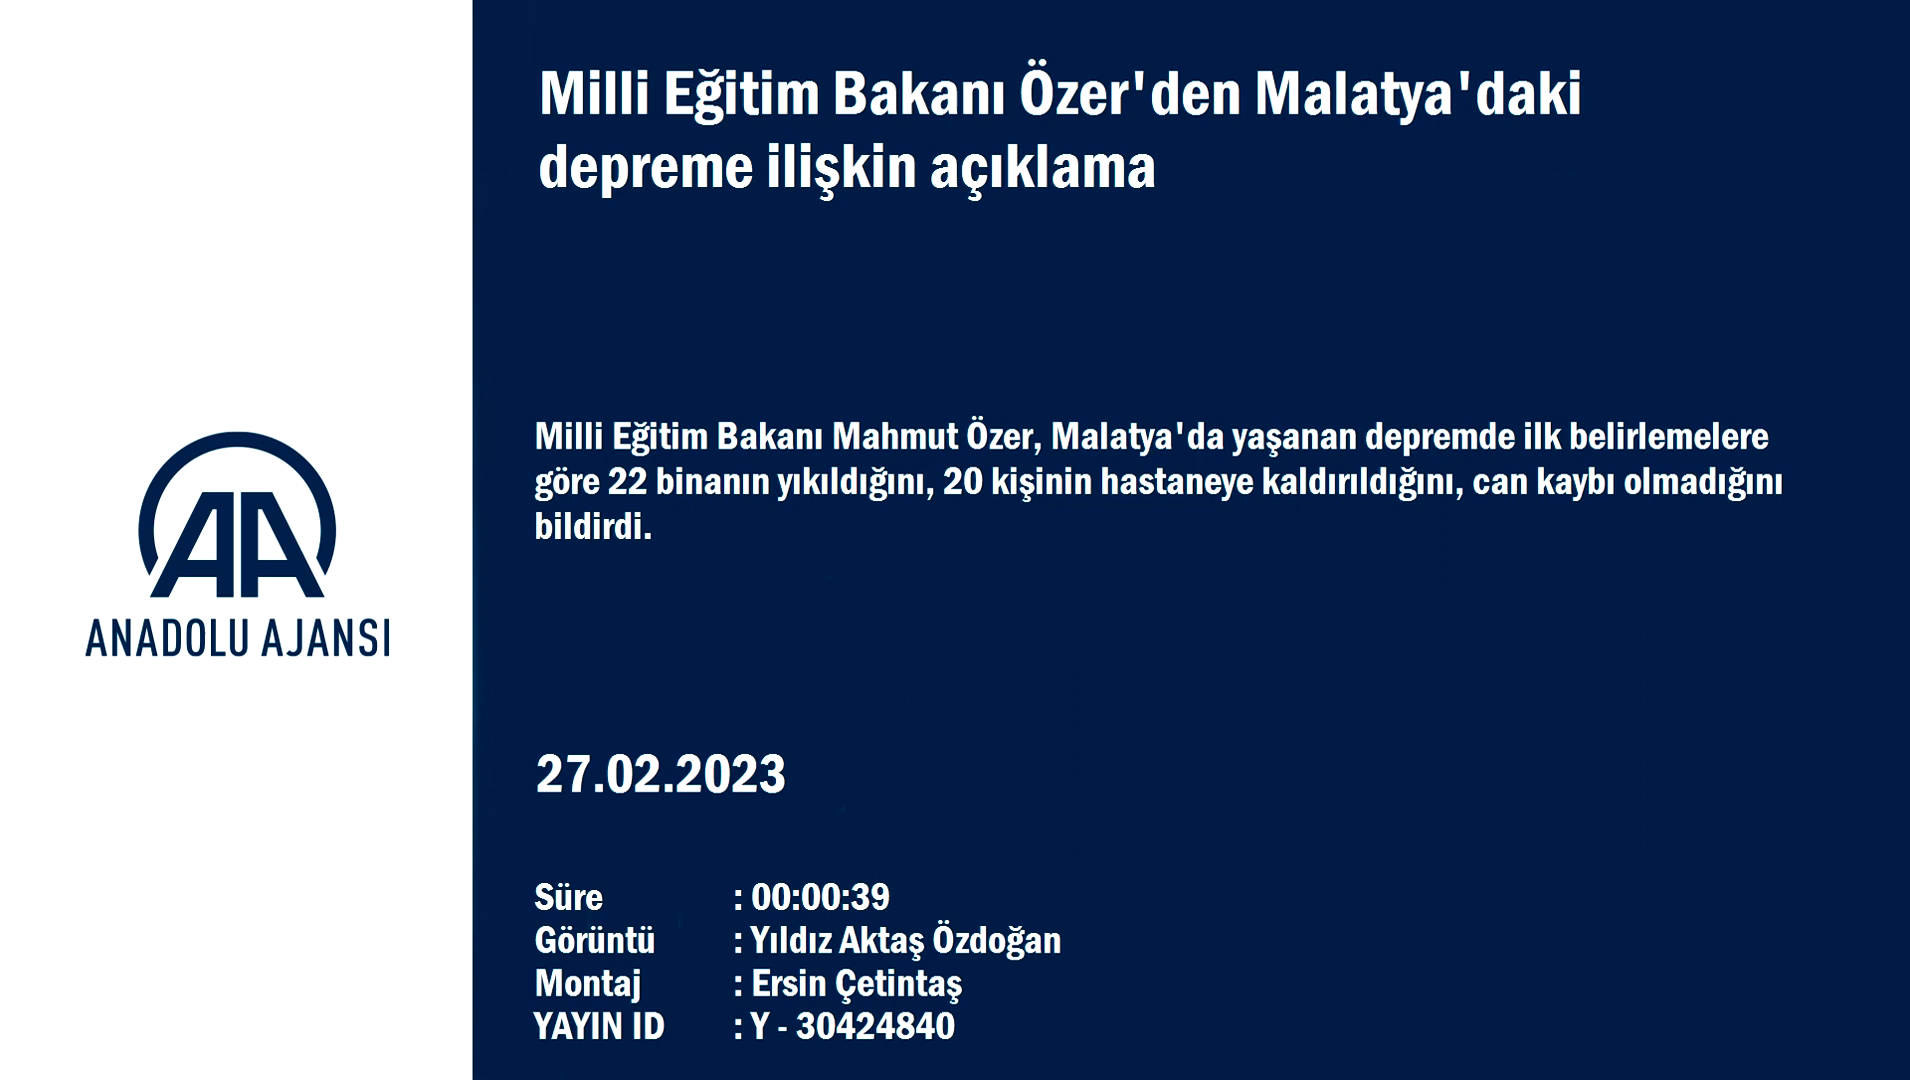 Milli Eğitim Bakanı Özer'den Malatya'daki
depreme ilişkin açıklama
Milli Eğitim Bakanı Mahmut Özer, Malatya'da yaşanan depremde ilk belirlemelere
göre 22 binanın yıkıldığını, 20 kişinin hastaneye kaldırıldığını, can kaybı olmadığını
bildirdi.
AA
ANADOLU AJANSI
27.02.2023
Süre : 00:00:39
Görüntü : Yıldız Aktaş Özdoğan
Montaj : Ersin Çetintaş
YAYIN ID : Y - 30424840